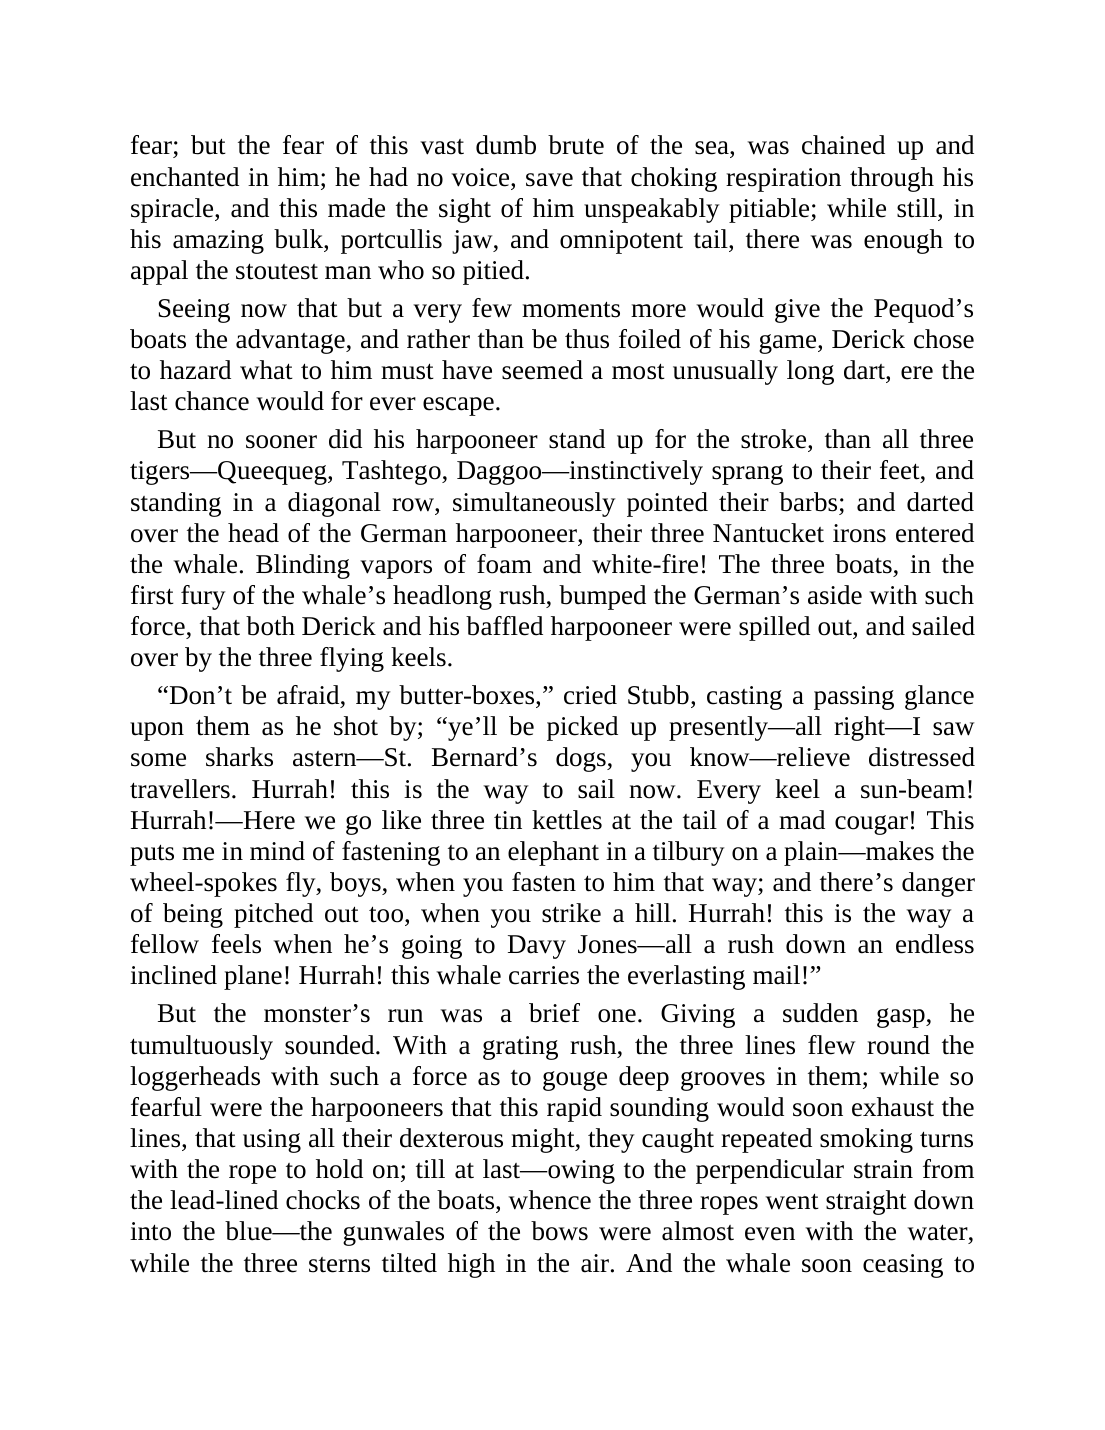 fear; but the fear of this vast dumb brute of the sea, was chained up and
enchanted in him; he had no voice, save that choking respiration through his
spiracle, and this made the sight of him unspeakably pitiable; while still, in
his amazing bulk, portcullis jaw, and omnipotent tail, there was enough to
appal the stoutest man who so pitied.
Seeing now that but a very few moments more would give the Pequod’s
boats the advantage, and rather than be thus foiled of his game, Derick chose
to hazard what to him must have seemed a most unusually long dart, ere the
last chance would for ever escape.
But no sooner did his harpooneer stand up for the stroke, than all three
tigers—Queequeg, Tashtego, Daggoo—instinctively sprang to their feet, and
standing in a diagonal row, simultaneously pointed their barbs; and darted
over the head of the German harpooneer, their three Nantucket irons entered
the whale. Blinding vapors of foam and white-fire! The three boats, in the
first fury of the whale’s headlong rush, bumped the German’s aside with such
force, that both Derick and his baffled harpooneer were spilled out, and sailed
over by the three flying keels.
“Don’t be afraid, my butter-boxes,” cried Stubb, casting a passing glance
upon them as he shot by; “ye’ll be picked up presently—all right—I saw
some sharks astern—St. Bernard’s dogs, you know—relieve distressed
travellers. Hurrah! this is the way to sail now. Every keel a sun-beam!
Hurrah!—Here we go like three tin kettles at the tail of a mad cougar! This
puts me in mind of fastening to an elephant in a tilbury on a plain—makes the
wheel-spokes fly, boys, when you fasten to him that way; and there’s danger
of being pitched out too, when you strike a hill. Hurrah! this is the way a
fellow feels when he’s going to Davy Jones—all a rush down an endless
inclined plane! Hurrah! this whale carries the everlasting mail!”
But the monster’s run was a brief one. Giving a sudden gasp, he
tumultuously sounded. With a grating rush, the three lines flew round the
loggerheads with such a force as to gouge deep grooves in them; while so
fearful were the harpooneers that this rapid sounding would soon exhaust the
lines, that using all their dexterous might, they caught repeated smoking turns
with the rope to hold on; till at last—owing to the perpendicular strain from
the lead-lined chocks of the boats, whence the three ropes went straight down
into the blue—the gunwales of the bows were almost even with the water,
while the three sterns tilted high in the air. And the whale soon ceasing to